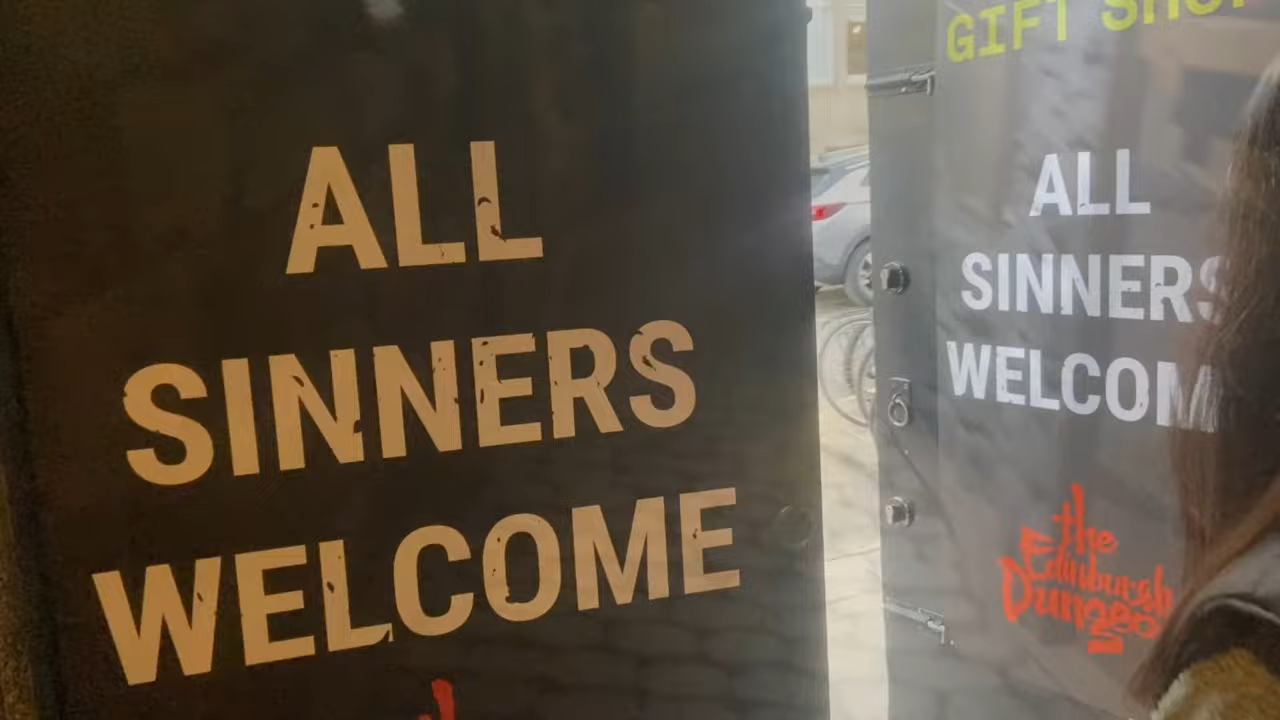 ALL
SINNERS
WELCOME
GIFT SHOP
ALL
SINNERS
WELCOM
the
Edinburgh
Dungeon